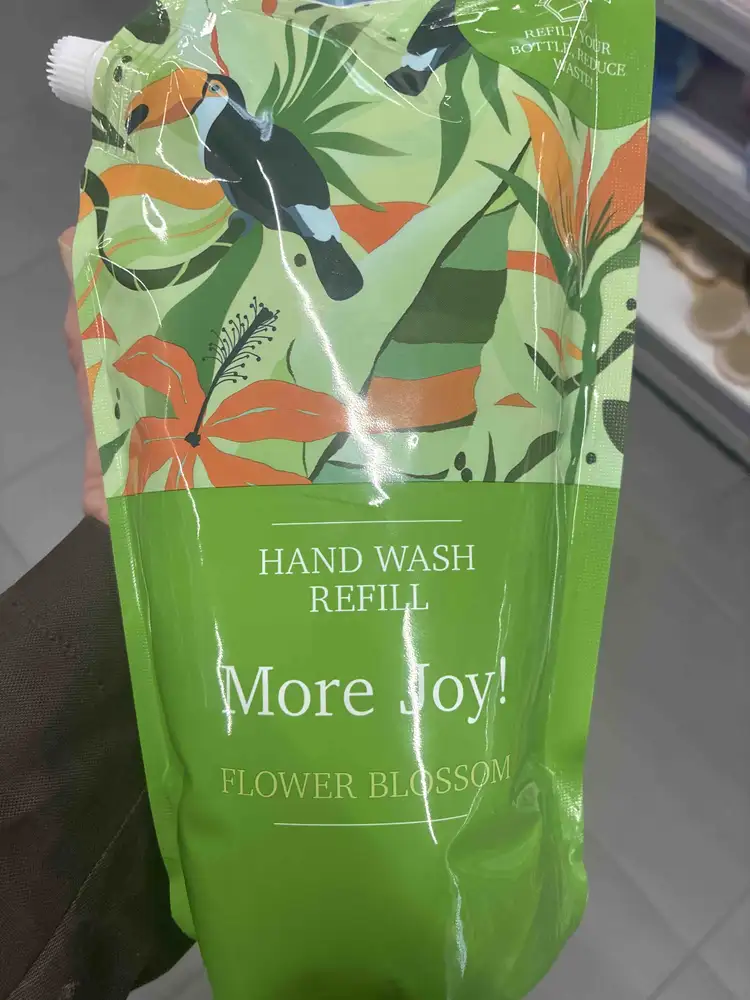 REFILL YOUR
BOTTLE, REDUCE
WASTE!
HAND WASH
REFILL
More Joy!
FLOWER BLOSSOM